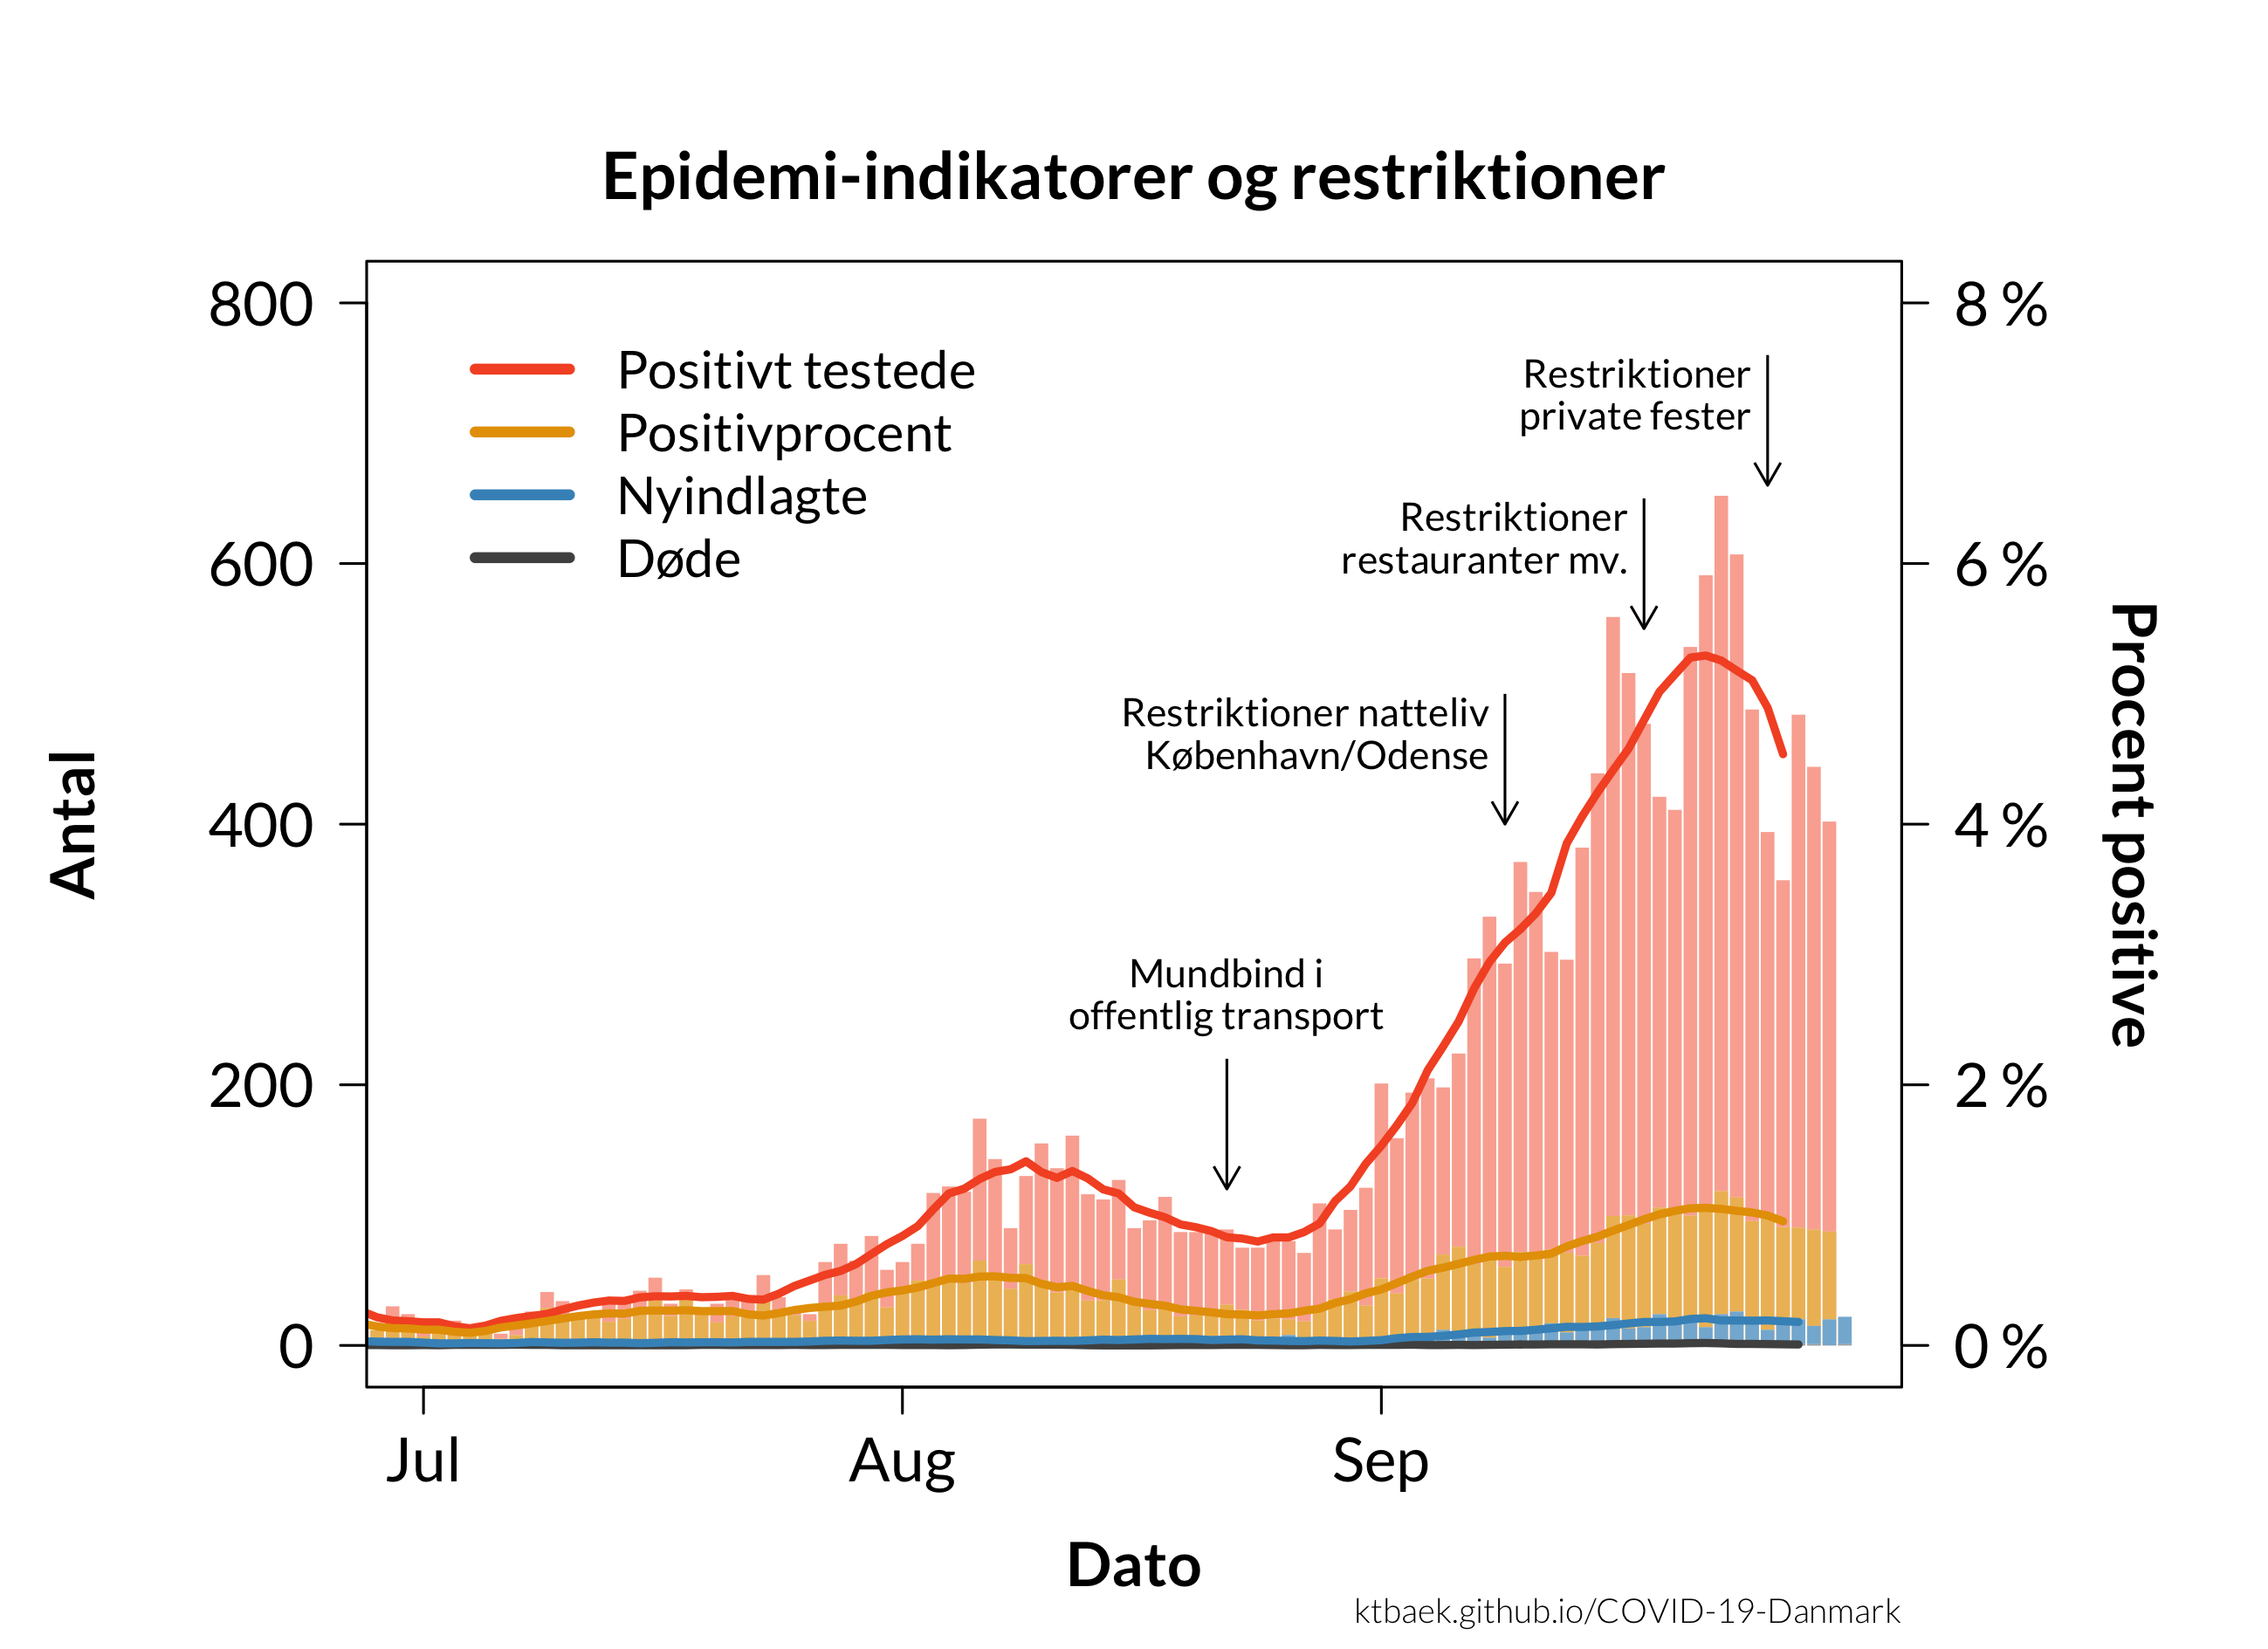 Epidemi-indikatorer og restriktioner
800
600
400
200
0
Antal
8 %
6 %
4 %
2 %
0 %
Procent positive
Positivt testede
Positivprocent
Nyindlagte
Døde
Restriktioner
private fester
Restriktioner
restauranter mv.
Restriktioner natteliv
København/Odense
Mundbind i
offentlig transport
Jul
Aug
Sep
Dato
ktbaek.github.io/COVID-19-Danmark